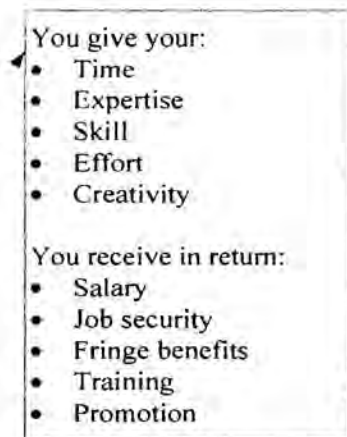 You give your:
• Time
• Expertise
• Skill
• Effort
• Creativity
You receive in return:
• Salary
• Job security
• Fringe benefits
• Training
• Promotion